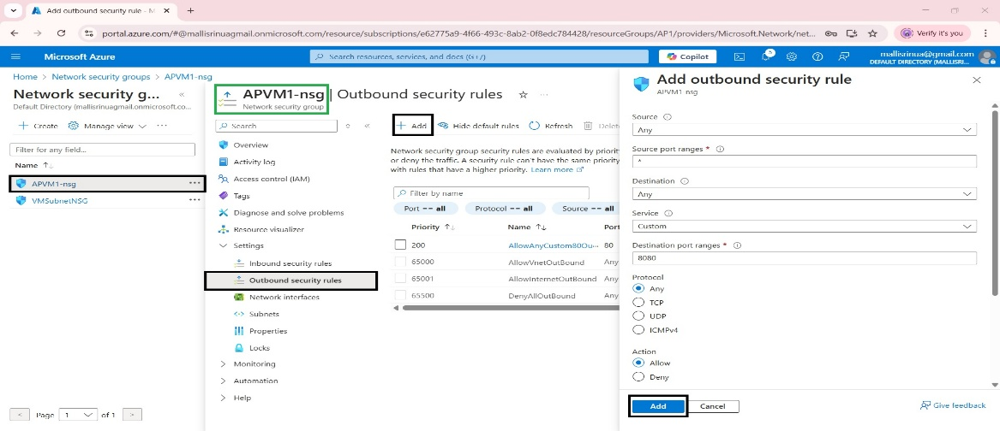 Add outbound security rule - M
portal.azure.com/#@mallisrinuagmail.onmicrosoft.com/resource/subscriptions/e62775a9-4f66-493c-8ab2-0f8edc784428/resourceGroups/AP1/providers/Microsoft.Network/net...
Verify it's you
Microsoft Azure
Search resources, services, and docs (G+/)
Copilot
5
mallisrinua@gmail.com
DEFAULT DIRECTORY (MALLISRI...
Home > Network security groups > APVM1-nsg
Network security g...
Default Directory (mallisrinuagmail.onmicrosoft.co...
Create
Manage view
Filter for any field...
Name
APVM1-nsg
VMSubnetNSG
Page 1 of 1
APVM1-nsg | Outbound security rules
Network security group
Search
Overview
Activity log
Access control (IAM)
Tags
Diagnose and solve problems
Resource visualizer
Settings
Inbound security rules
Outbound security rules
Network interfaces
Subnets
Properties
Locks
Monitoring
Automation
Help
Add Hide default rules Refresh Delet
Network security group security rules are evaluated by priorit
or deny the traffic. A security rule can't have the same priority
with rules that have a higher priority. Learn more
Filter by name
Port == all Protocol == all Source == all
Priority Name Port
200 AllowAnyCustom80Ou... 80
65000 AllowVnetOutBound Any
65001 AllowInternetOutBound Any
65500 DenyAllOutBound Any
Add outbound security rule
APVM1-nsg
Source
Any
Source port ranges *
*
Destination
Any
Service
Custom
Destination port ranges *
8080
Protocol
Any
TCP
UDP
ICMPv4
Action
Allow
Deny
Add Cancel Give feedback